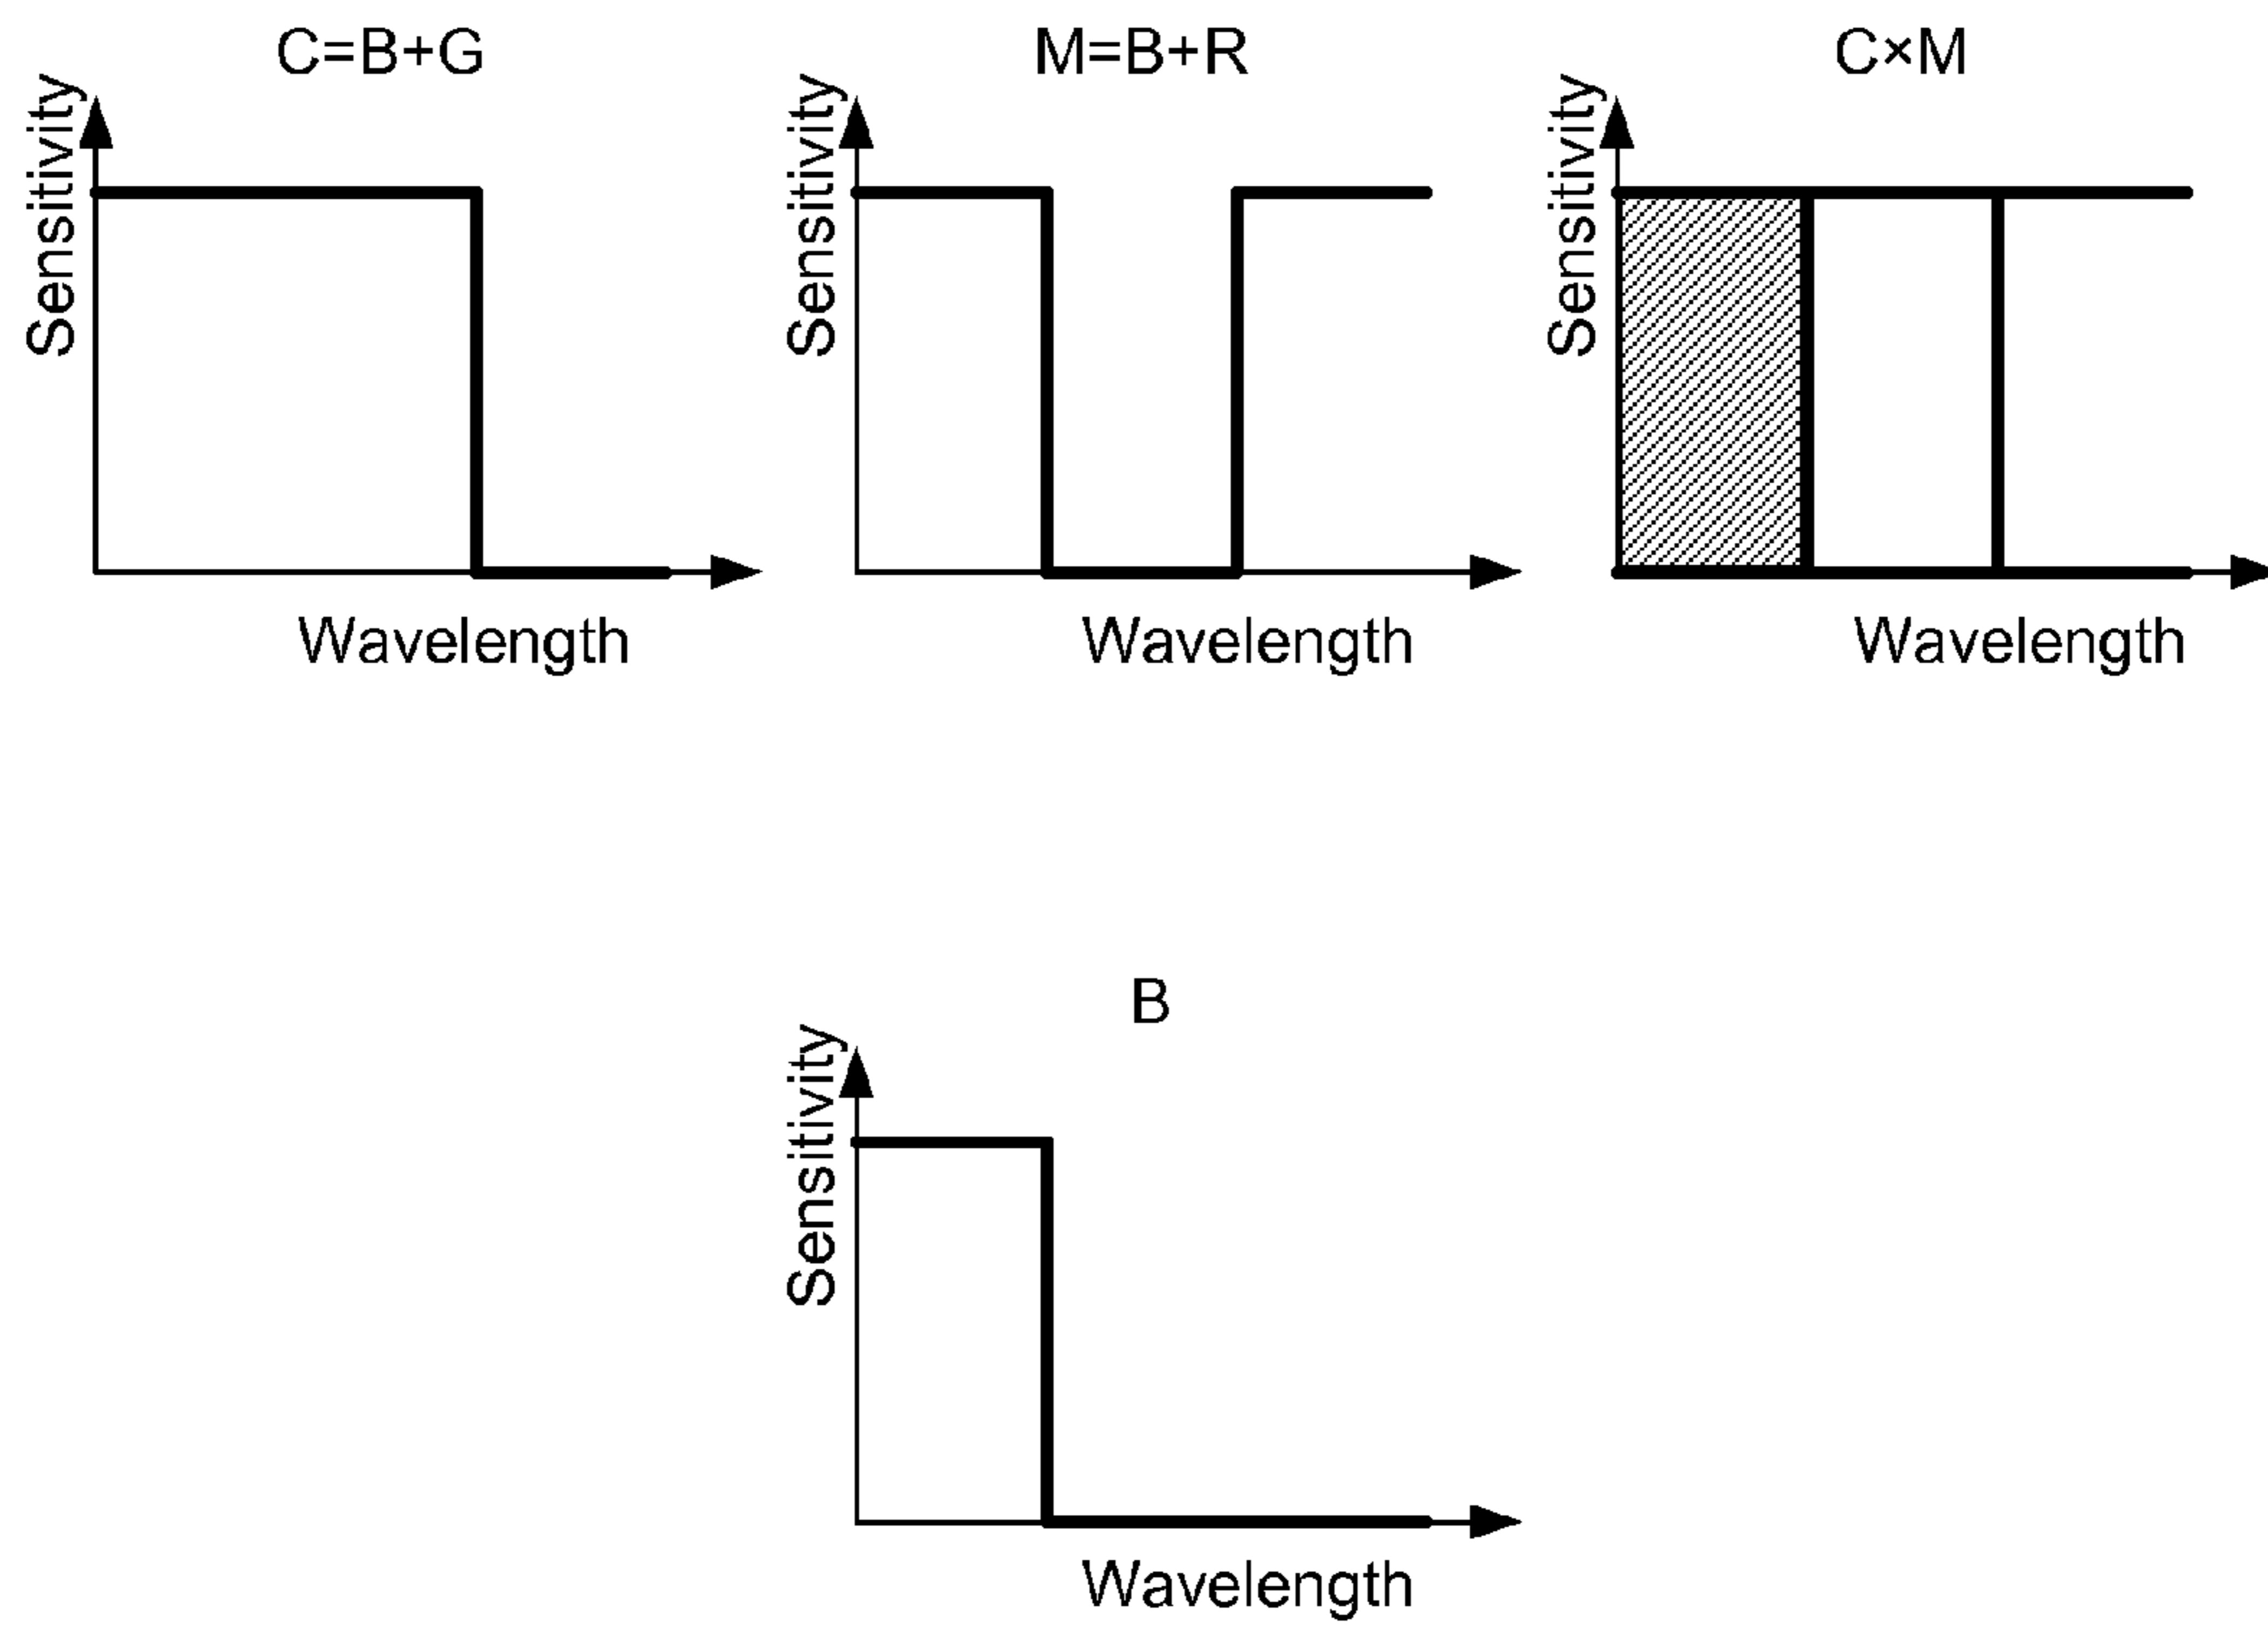 C=B+G
Sensitivity
Wavelength
M=B+R
Sensitivity
Wavelength
C×M
Sensitivity
Wavelength
B
Sensitivity
Wavelength